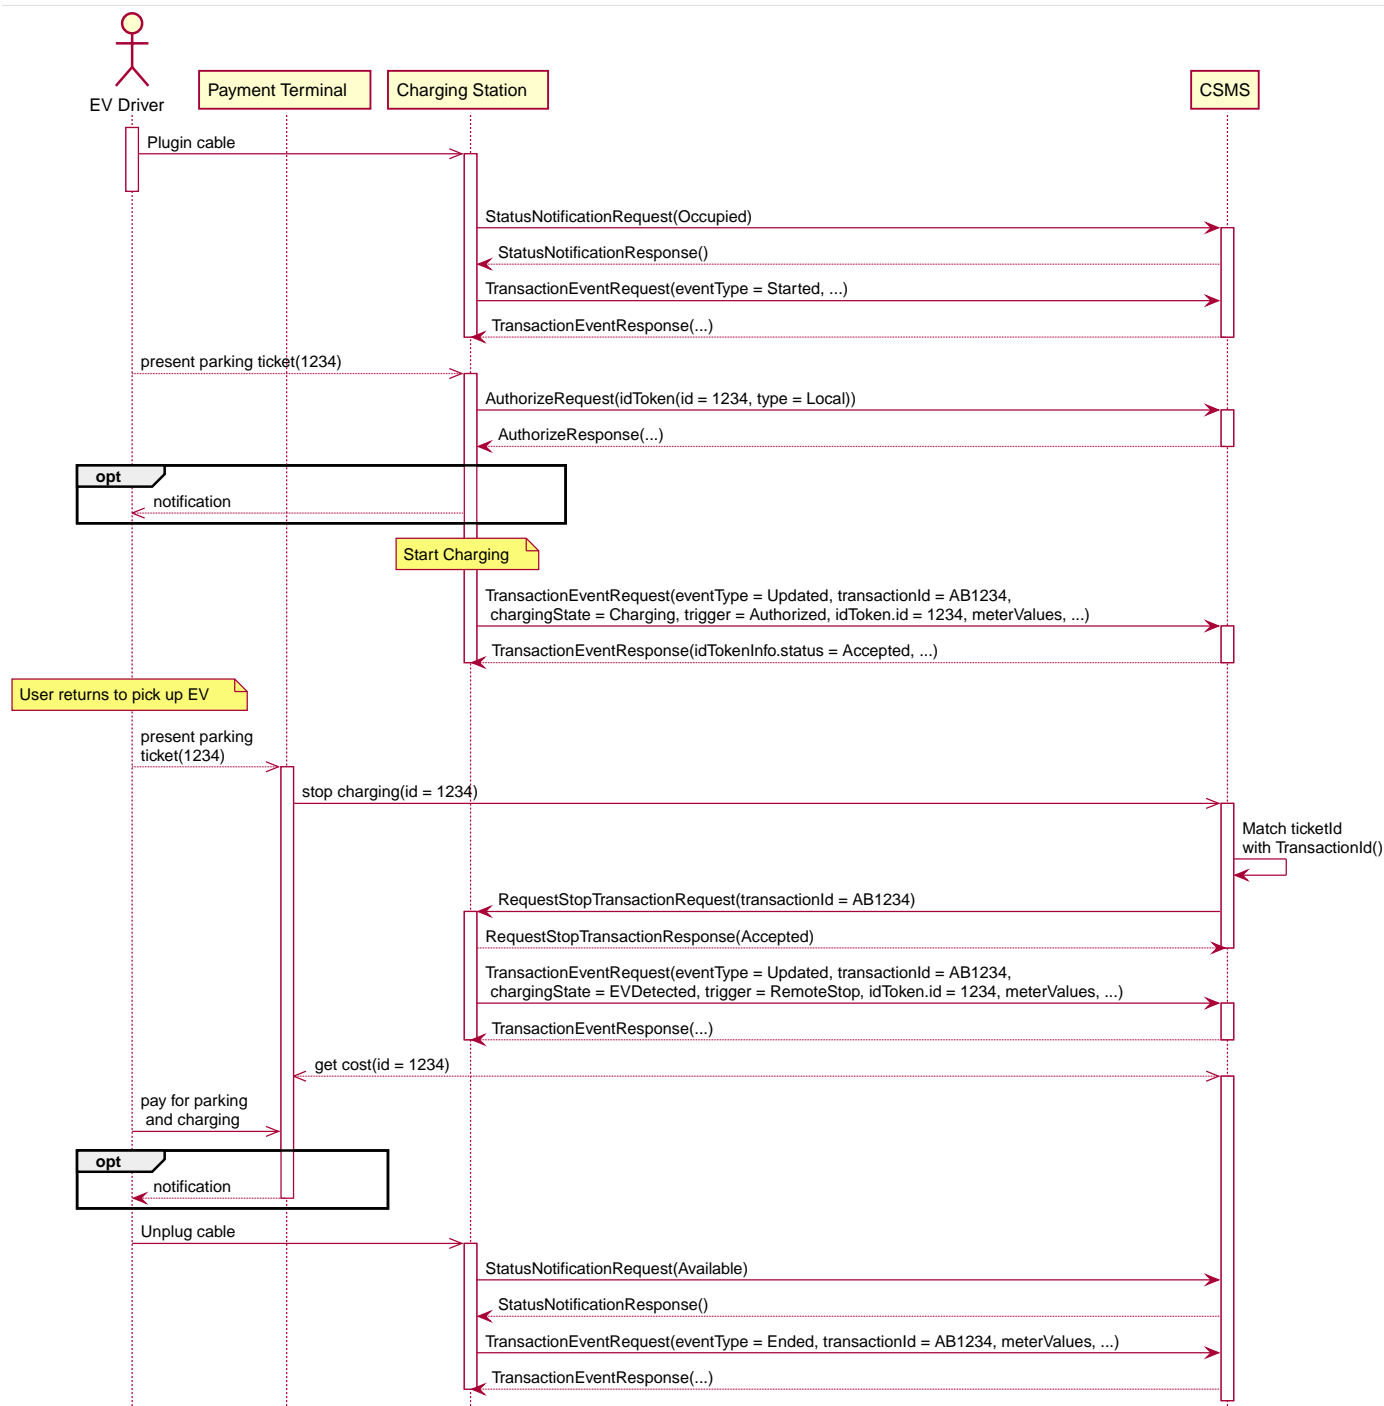 EV Driver
Payment Terminal
Charging Station
CSMS
Plugin cable
StatusNotificationRequest(Occupied)
StatusNotificationResponse()
TransactionEventRequest(eventType = Started, ...)
TransactionEventResponse(...)
present parking ticket(1234)
AuthorizeRequest(idToken(id = 1234, type = Local))
AuthorizeResponse(...)
opt
notification
Start Charging
TransactionEventRequest(eventType = Updated, transactionId = AB1234,
chargingState = Charging, trigger = Authorized, idToken.id = 1234, meterValues, ...)
TransactionEventResponse(idTokenInfo.status = Accepted, ...)
User returns to pick up EV
present parking
ticket(1234)
stop charging(id = 1234)
Match ticketId
with TransactionId()
RequestStopTransactionRequest(transactionId = AB1234)
RequestStopTransactionResponse(Accepted)
TransactionEventRequest(eventType = Updated, transactionId = AB1234,
chargingState = EVDetected, trigger = RemoteStop, idToken.id = 1234, meterValues, ...)
TransactionEventResponse(...)
get cost(id = 1234)
pay for parking
and charging
opt
notification
Unplug cable
StatusNotificationRequest(Available)
StatusNotificationResponse()
TransactionEventRequest(eventType = Ended, transactionId = AB1234, meterValues, ...)
TransactionEventResponse(...)